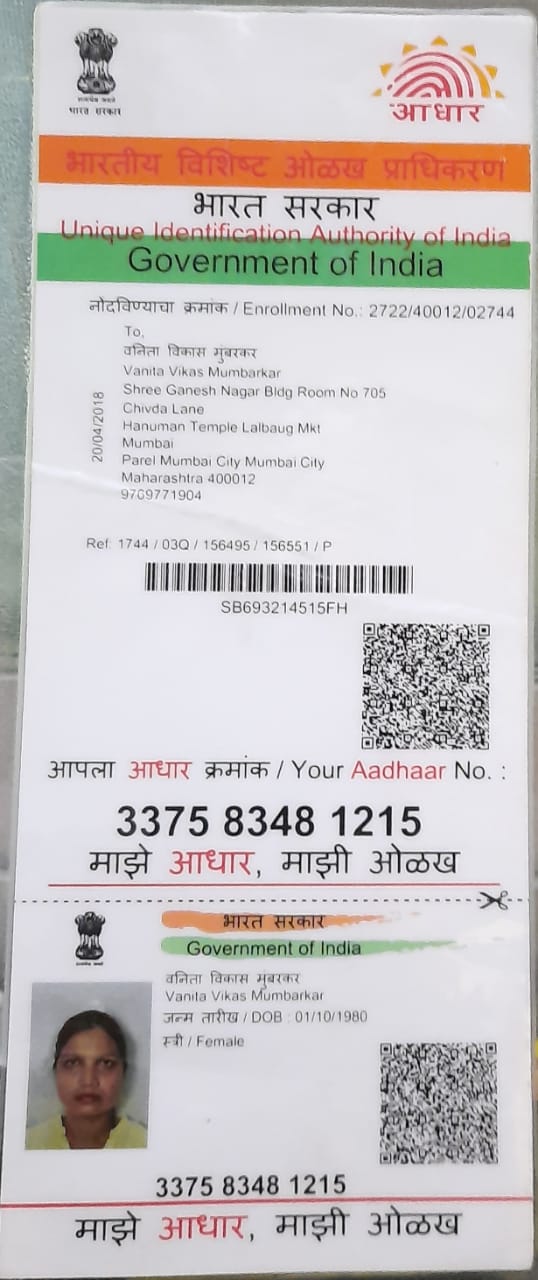 सत्यमेव जयते
भारत सरकार
आधार
भारतीय विशिष्ट ओळख प्राधिकरण
भारत सरकार
Unique Identification Authority of India
Government of India
नोदविण्याचा क्रमांक / Enrollment No.: 2722/40012/02744
To,
वनिता विकास मुंबरकर
Vanita Vikas Mumbarkar
Shree Ganesh Nagar Bldg Room No 705
Chivda Lane
Hanuman Temple Lalbaug Mkt
Mumbai
Parel Mumbai City Mumbai City
Maharashtra 400012
20/04/2018
Ref: 1744 / 03Q / 156495 / 156551 / P
SB693214515FH
आपला आधार क्रमांक / Your Aadhaar No. :
3375 8348 1215
माझे आधार, माझी ओळख
भारत सरकार
Government of India
वनिता विकास मुंबरकर
Vanita Vikas Mumbarkar
जन्म तारीख / DOB : 01/10/1980
स्त्री / Female
3375 8348 1215
माझे आधार, माझी ओळख